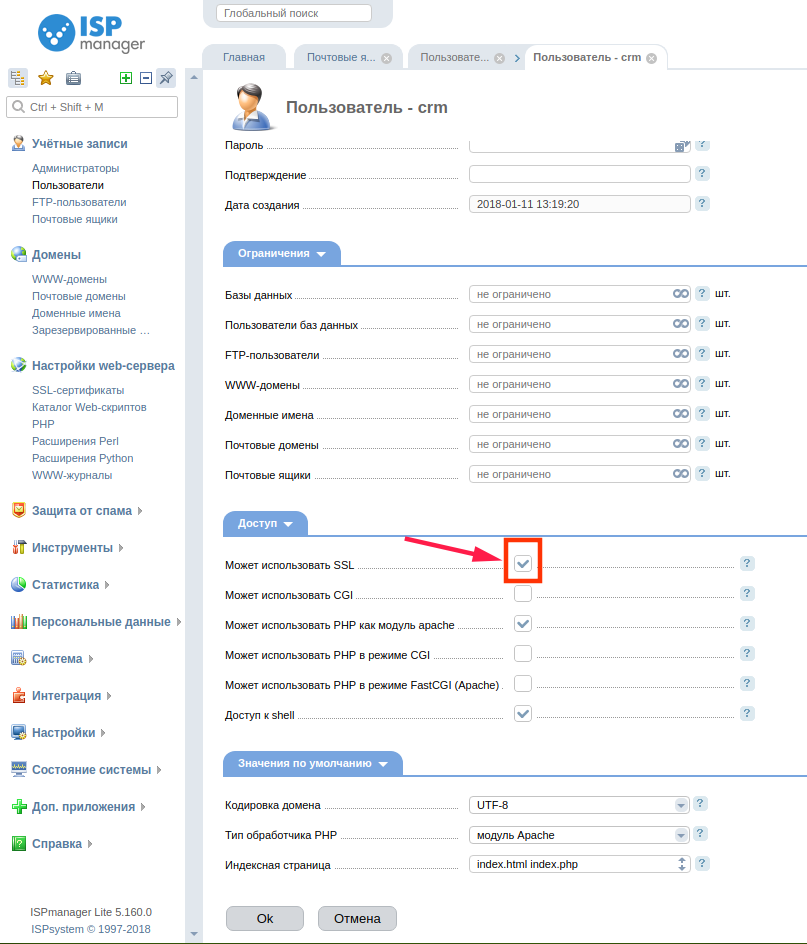 ISP
manager
Глобальный поиск
Главная
Почтовые я...
Пользовате...
Пользователь - crm
Ctrl + Shift + M
Учётные записи
Администраторы
Пользователи
FTP-пользователи
Почтовые ящики
Домены
WWW-домены
Почтовые домены
Доменные имена
Зарезервированные ...
Настройки web-сервера
SSL-сертификаты
Каталог Web-скриптов
PHP
Расширения Perl
Расширения Python
WWW-журналы
Защита от спама
Инструменты
Статистика
Персональные данные
Система
Интеграция
Настройки
Состояние системы
Доп. приложения
Справка
ISPmanager Lite 5.160.0
ISPsystem © 1997-2018
Пользователь - crm
Пароль ?
Подтверждение ?
Дата создания 2018-01-11 13:19:20 ?
Ограничения
Базы данных не ограничено ? шт.
Пользователи баз данных не ограничено ? шт.
FTP-пользователи не ограничено ? шт.
WWW-домены не ограничено ? шт.
Доменные имена не ограничено ? шт.
Почтовые домены не ограничено ? шт.
Почтовые ящики не ограничено ? шт.
Доступ
Может использовать SSL ?
Может использовать CGI ?
Может использовать PHP как модуль apache ?
Может использовать PHP в режиме CGI ?
Может использовать PHP в режиме FastCGI (Apache) ?
Доступ к shell ?
Значения по умолчанию
Кодировка домена UTF-8 ?
Тип обработчика PHP модуль Apache ?
Индексная страница index.html index.php ?
Ok Отмена